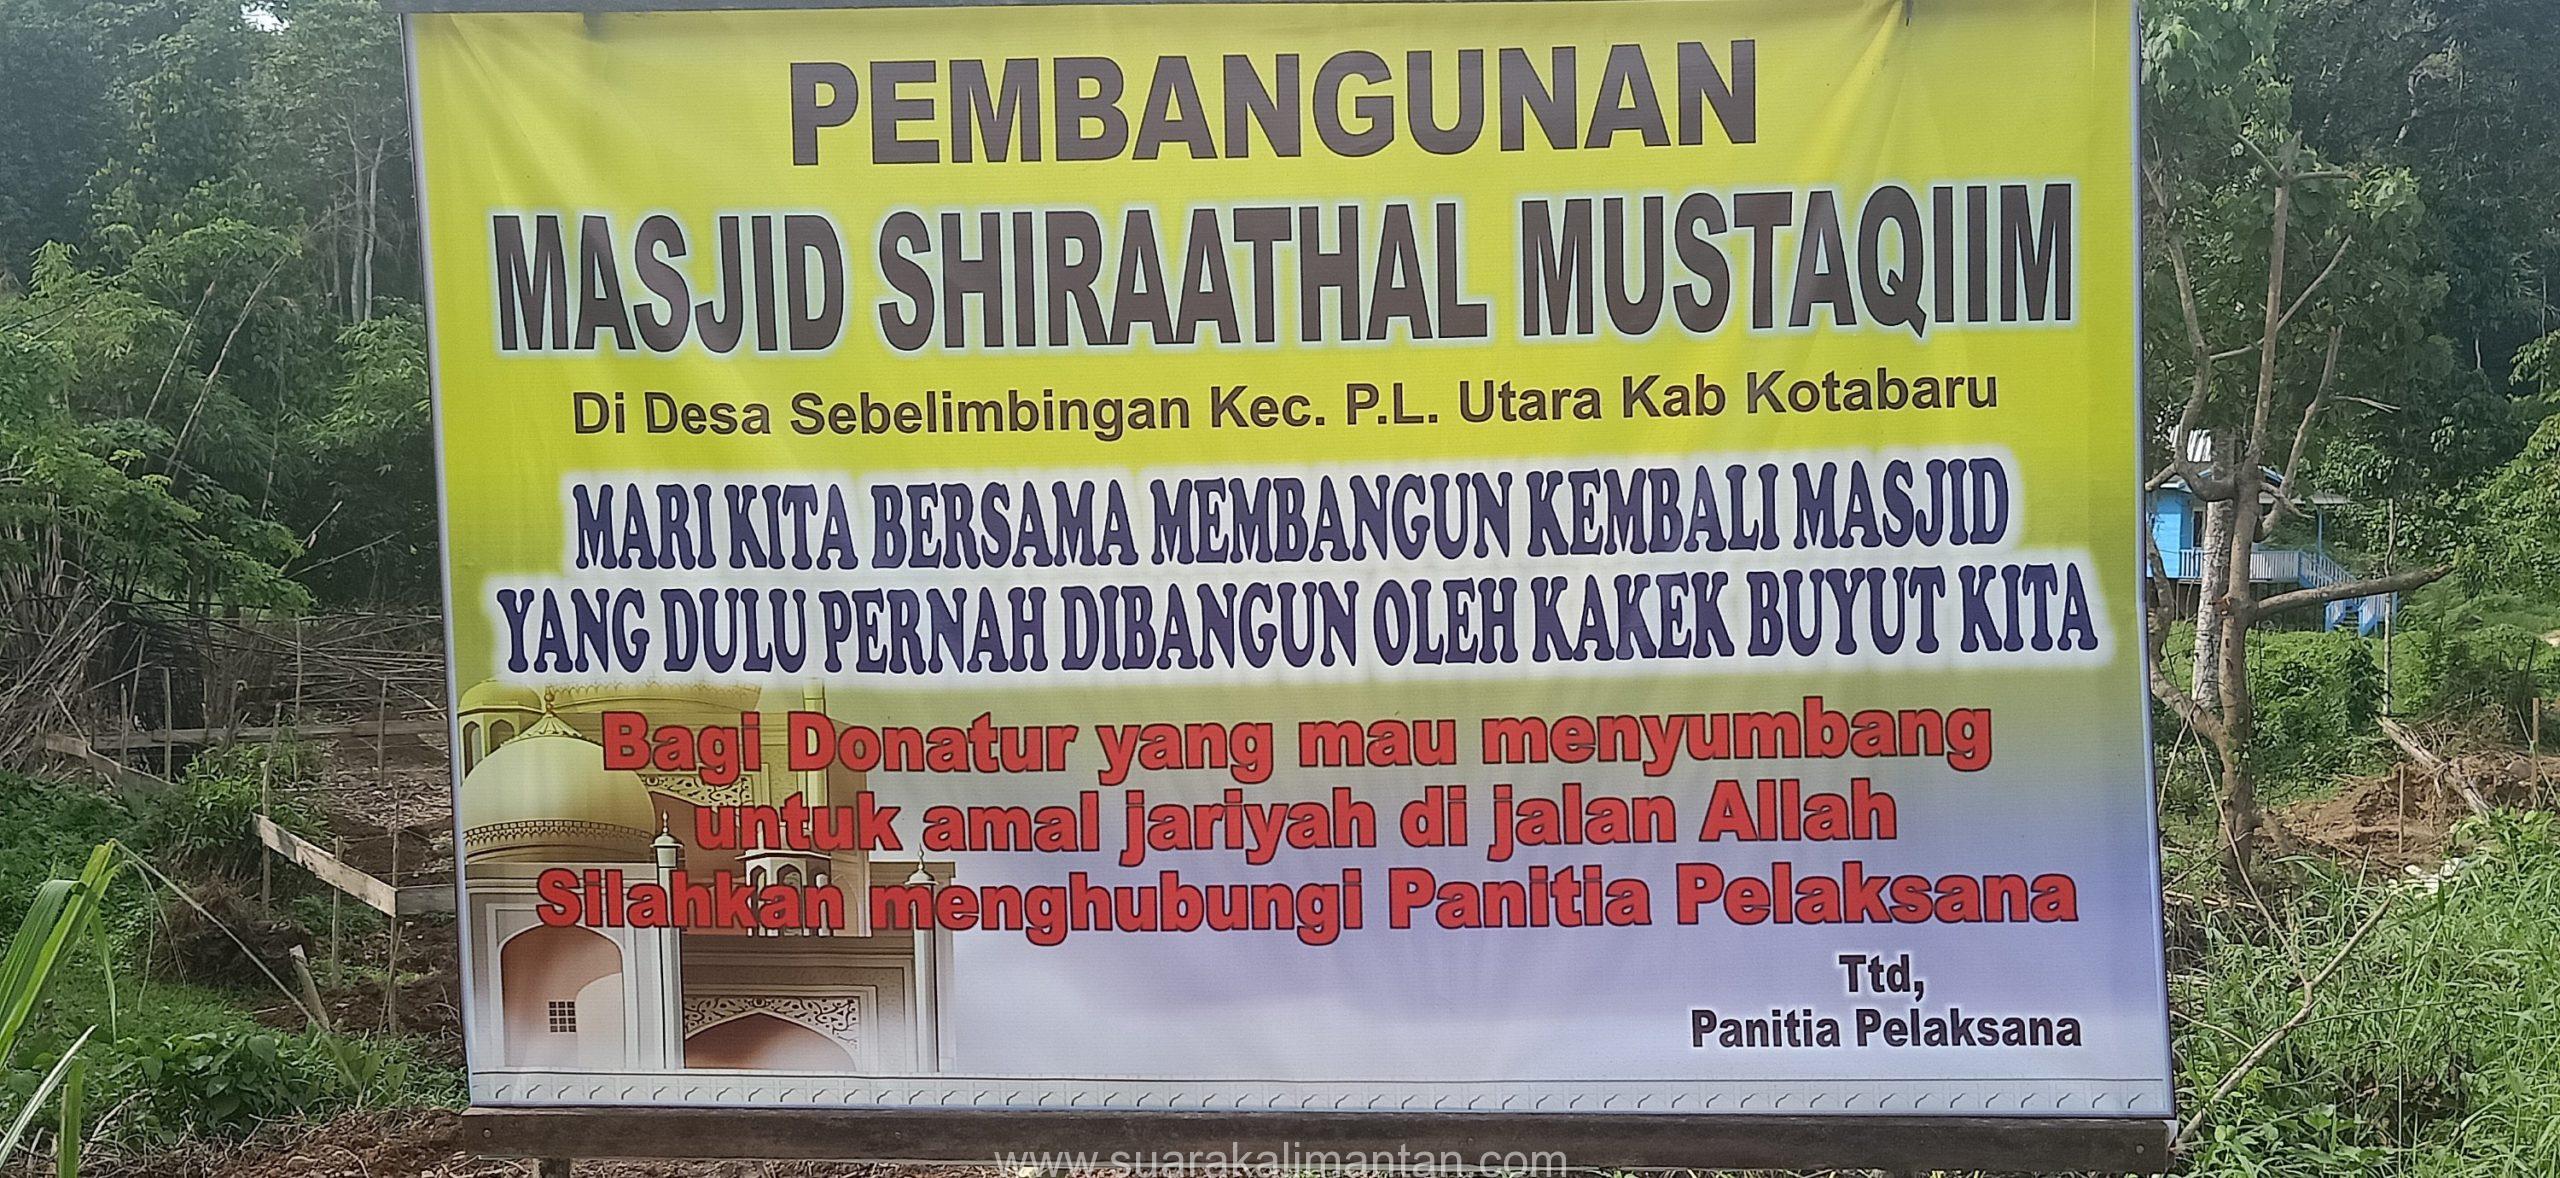 PEMBANGUNAN
MASJID SHIRAATHAL MUSTAQIIM
Di Desa Sebelimbingan Kec. P.L. Utara Kab Kotabaru
MARI KITA BERSAMA MEMBANGUN KEMBALI MASJID
YANG DULU PERNAH DIBANGUN OLEH KAKEK BUYUT KITA
Bagi Donatur yang mau menyumbang
untuk amal jariyah di jalan Allah
Silahkan menghubungi Panitia Pelaksana
Ttd,
Panitia Pelaksana
www.suarakalimantan.com